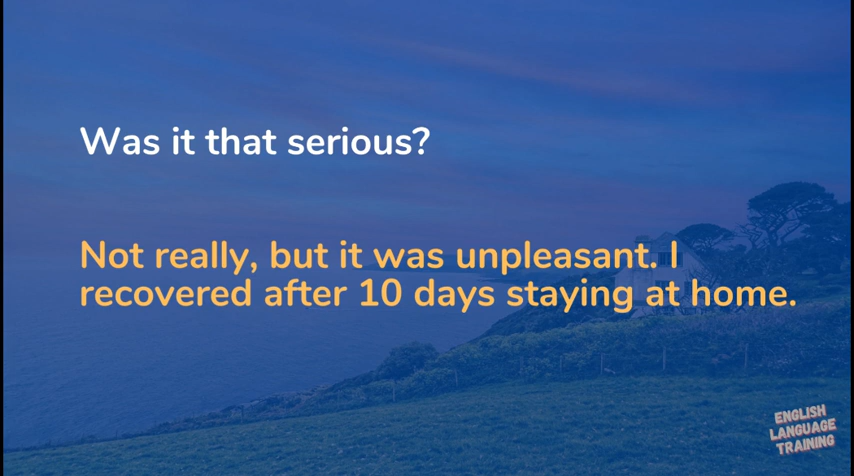 Was it that serious?
Not really, but it was unpleasant. I
recovered after 10 days staying at home.
ENGLISH
LANGUAGE
TRAINING